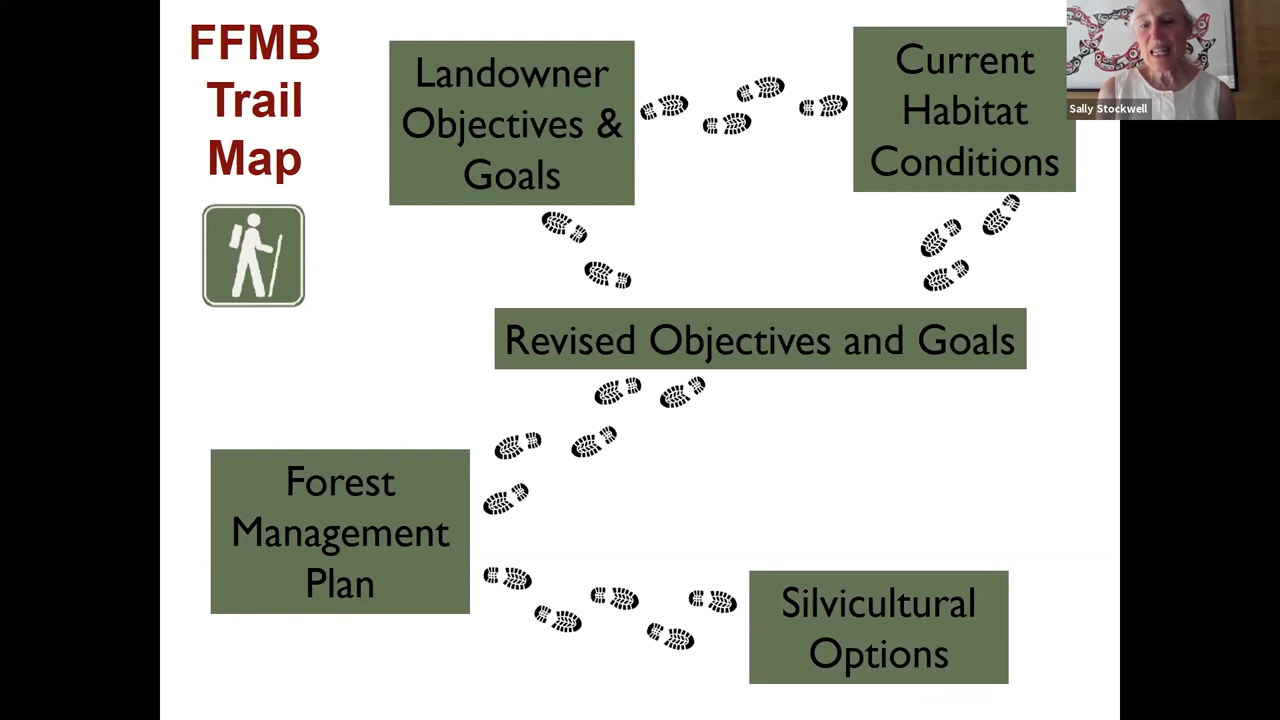 FFMB
Trail
Map
Landowner
Objectives &
Goals
Current
Habitat
Conditions
Sally Stockwell
Revised Objectives and Goals
Forest
Management
Plan
Silvicultural
Options